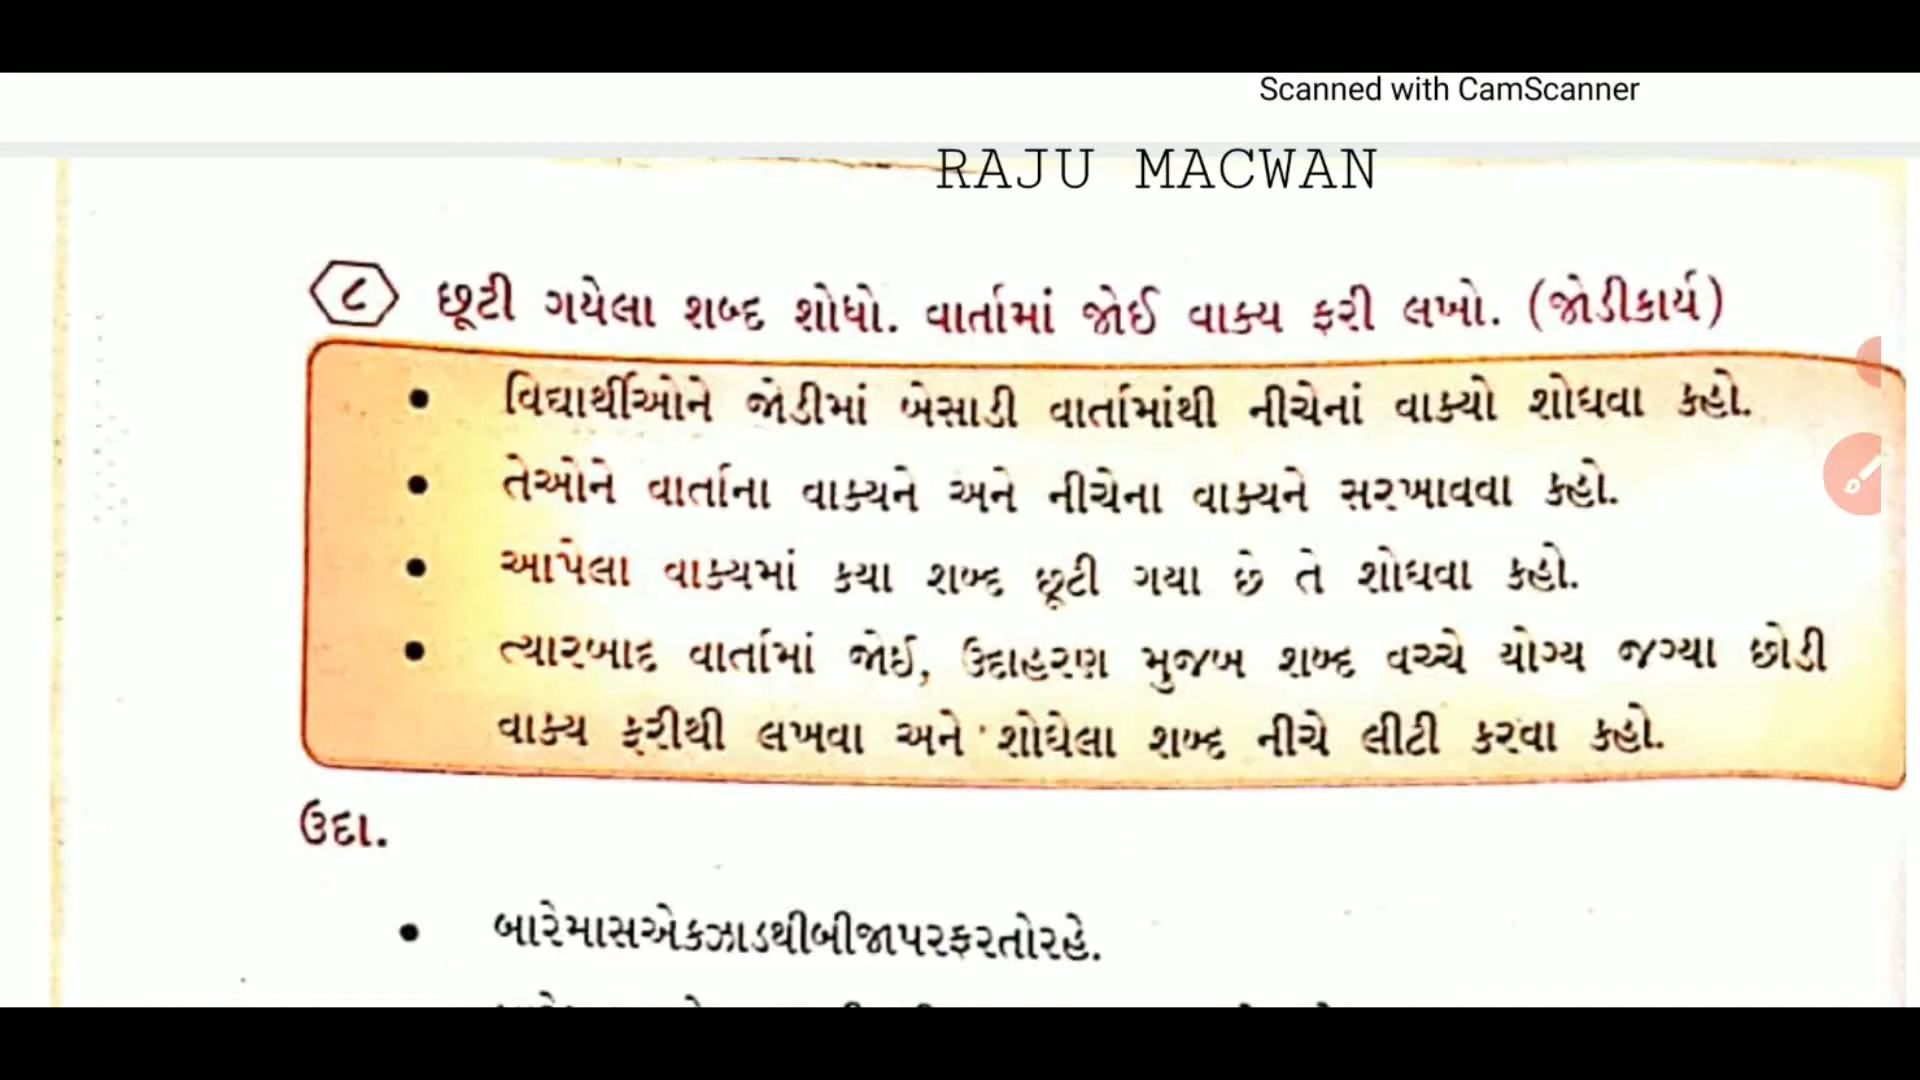 Scanned with CamScanner
RAJU MACWAN
૮ છૂટી ગયેલા શબ્દ શોધો. વાર્તામાં જોઈ વાક્ય ફરી લખો. (જોડીકાર્ય)
• વિદ્યાર્થીઓને જોડીમાં બેસાડી વાર્તામાંથી નીચેનાં વાક્યો શોધવા કહો.
• તેઓને વાર્તાના વાક્યને અને નીચેના વાક્યને સરખાવવા કહો.
• આપેલા વાક્યમાં કયા શબ્દ છૂટી ગયા છે તે શોધવા કહો.
• ત્યારબાદ વાર્તામાં જોઈ, ઉદાહરણ મુજબ શબ્દ વચ્ચે યોગ્ય જગ્યા છોડી
વાક્ય ફરીથી લખવા અને શોધેલા શબ્દ નીચે લીટી કરવા કહો.
ઉદા.
• બારેમાસએકઝાડથીબીજાપરફરતોરહે.